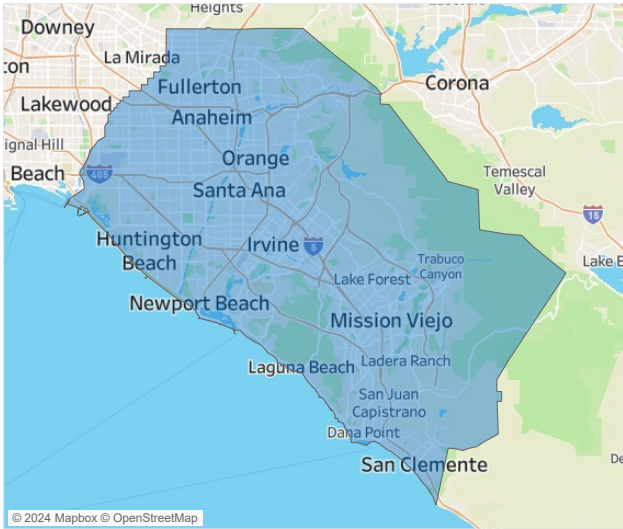 Heights
Downey
La Mirada
ton
Fullerton
Corona
Lakewood
Anaheim
ignal Hill
Orange
Beach
405
Temescal
Valley
Santa Ana
15
Huntington
Beach
Irvine
5
Trabuco
Canyon
Lake E
Lake Forest
Newport Beach
Mission Viejo
Laguna Beach
Ladera Ranch
San Juan
Capistrano
Dana Point
San Clemente
De
© 2024 Mapbox © OpenStreetMap